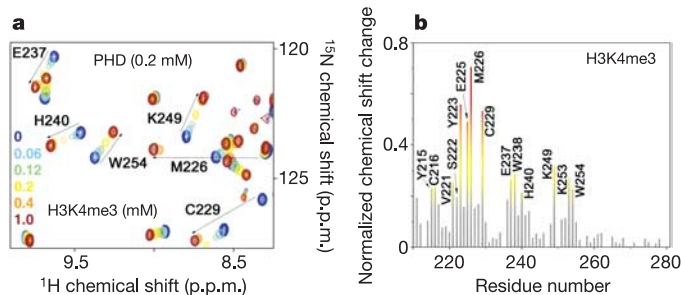 a
E237
PHD (0.2 mM)
H240
K249
W254
M226
C229
0
0.06
0.12
0.2
0.4
1.0
H3K4me3 (mM)
120
125
¹⁵N chemical shift (p.p.m.)
9.5
8.5
¹H chemical shift (p.p.m.)
b
H3K4me3
Normalized chemical shift change
0.8
0.4
0
Y215
C216
V221
S222
Y223
E225
M226
C229
E237
W238
H240
K249
K253
W254
220
240
260
280
Residue number